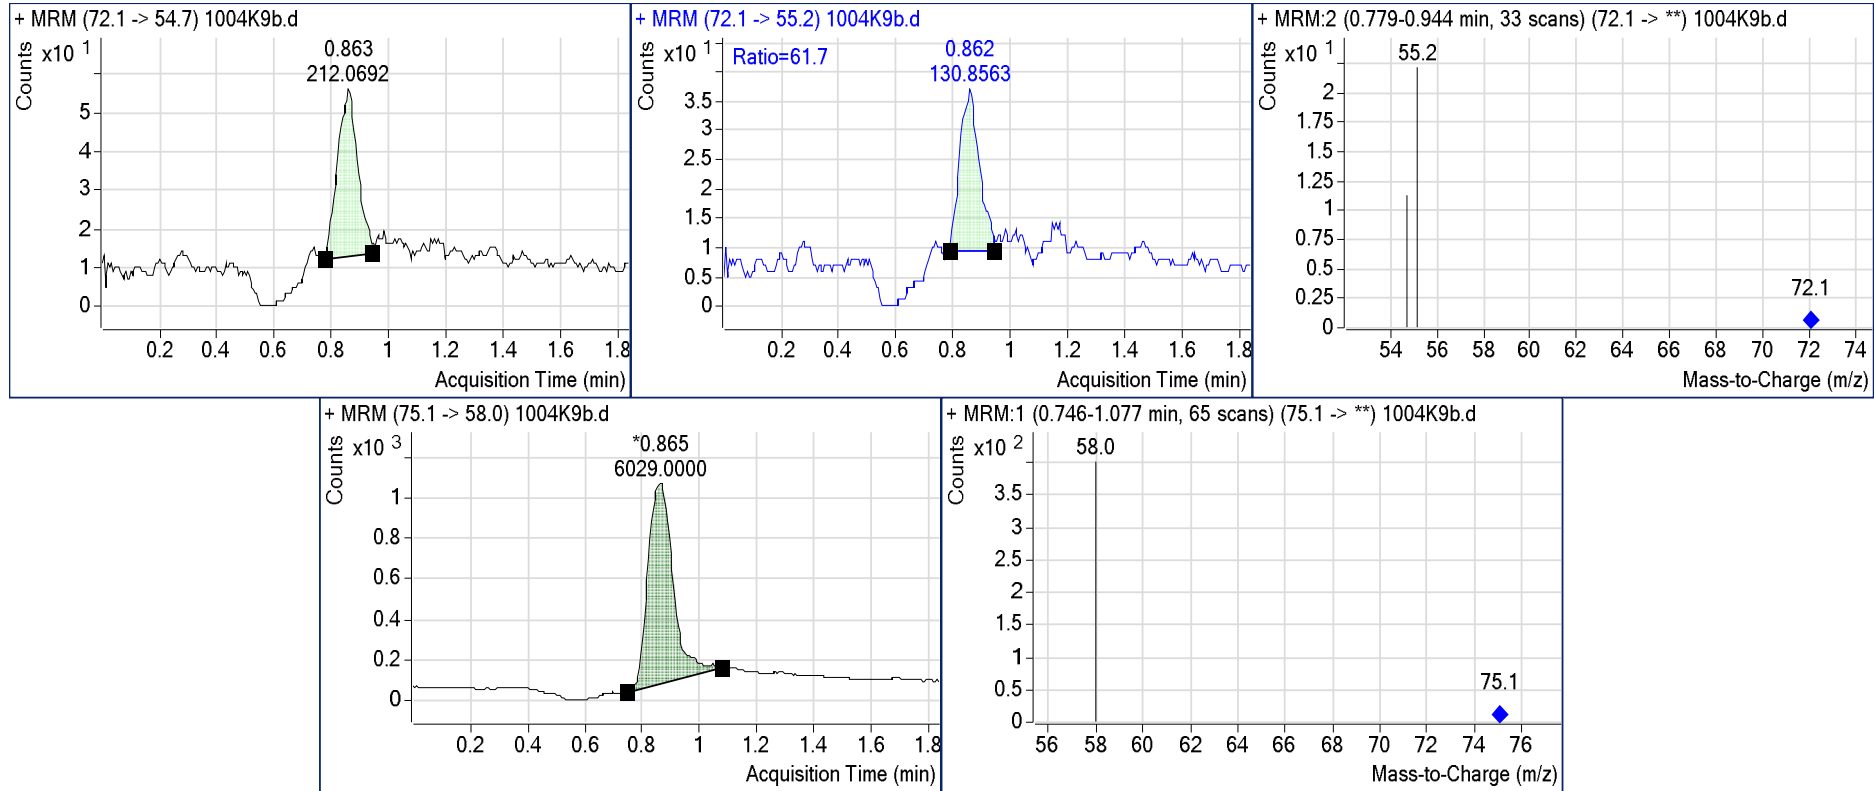 + MRM (72.1 -> 54.7) 1004K9b.d
Counts
x10 1
0.863
212.0692
5
4
3
2
1
0
0.2 0.4 0.6 0.8 1 1.2 1.4 1.6 1.8
Acquisition Time (min)
+ MRM (72.1 -> 55.2) 1004K9b.d
Counts
x10 1
Ratio=61.7
0.862
130.8563
3.5
3
2.5
2
1.5
1
0.5
0
0.2 0.4 0.6 0.8 1 1.2 1.4 1.6 1.8
Acquisition Time (min)
+ MRM:2 (0.779-0.944 min, 33 scans) (72.1 -> **) 1004K9b.d
Counts
x10 1
55.2
2
1.75
1.5
1.25
1
0.75
0.5
0.25
0
72.1
54 56 58 60 62 64 66 68 70 72 74
Mass-to-Charge (m/z)
+ MRM (75.1 -> 58.0) 1004K9b.d
Counts
x10 3
*0.865
6029.0000
1
0.8
0.6
0.4
0.2
0
0.2 0.4 0.6 0.8 1 1.2 1.4 1.6 1.8
Acquisition Time (min)
+ MRM:1 (0.746-1.077 min, 65 scans) (75.1 -> **) 1004K9b.d
Counts
x10 2
58.0
3.5
3
2.5
2
1.5
1
0.5
0
75.1
56 58 60 62 64 66 68 70 72 74 76
Mass-to-Charge (m/z)